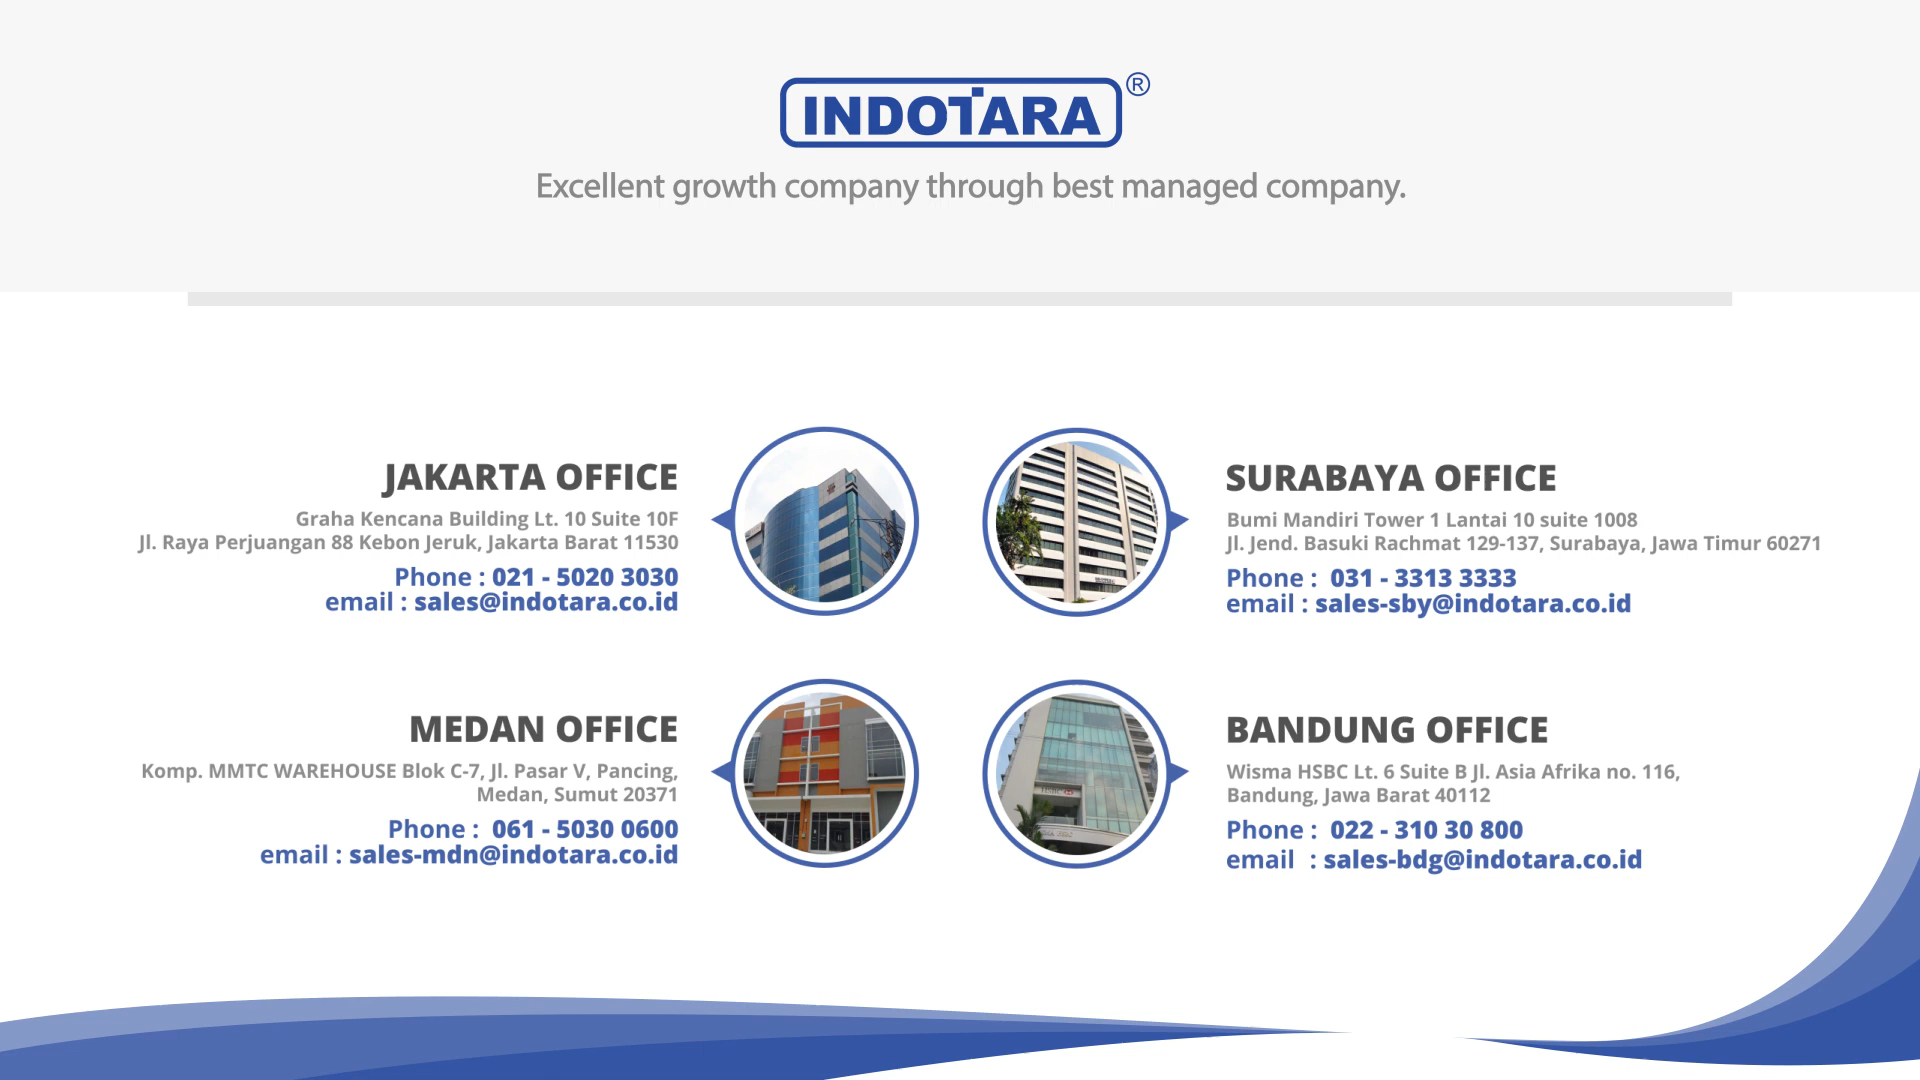 INDOTARA®
Excellent growth company through best managed company.
JAKARTA OFFICE
Graha Kencana Building Lt. 10 Suite 10F
Jl. Raya Perjuangan 88 Kebon Jeruk, Jakarta Barat 11530
Phone : 021 - 5020 3030
email : sales@indotara.co.id
SURABAYA OFFICE
Bumi Mandiri Tower 1 Lantai 10 suite 1008
Jl. Jend. Basuki Rachmat 129-137, Surabaya, Jawa Timur 60271
Phone : 031 - 3313 3333
email : sales-sby@indotara.co.id
MEDAN OFFICE
Komp. MMTC WAREHOUSE Blok C-7, Jl. Pasar V, Pancing,
Medan, Sumut 20371
Phone : 061 - 5030 0600
email : sales-mdn@indotara.co.id
BANDUNG OFFICE
Wisma HSBC Lt. 6 Suite B Jl. Asia Afrika no. 116,
Bandung, Jawa Barat 40112
Phone : 022 - 310 30 800
email : sales-bdg@indotara.co.id
HSBC